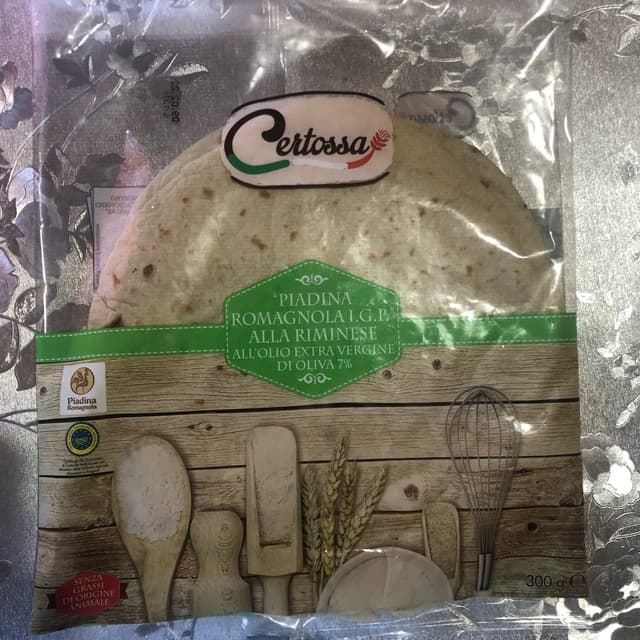 Certossa
"PIADINA
ROMAGNOLA I.G.P.
ALLA RIMINESE
ALL'OLIO EXTRA VERGINE
DI OLIVA 7%
Piadina
Romagnola
SENZA
GRASSI
DI ORIGINE
ANIMALE
300 g e